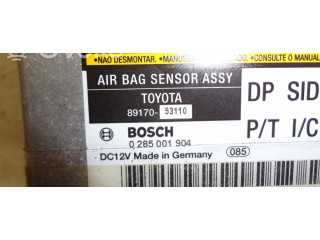 •NÃO DESMONTAR. •MANUSE
CONSULTE O MANUAL
AIR BAG SENSOR ASSY
TOYOTA
89170- 53110
DP SID
BOSCH
P/T I/C
0 285 001 904
DC12V Made in Germany 085